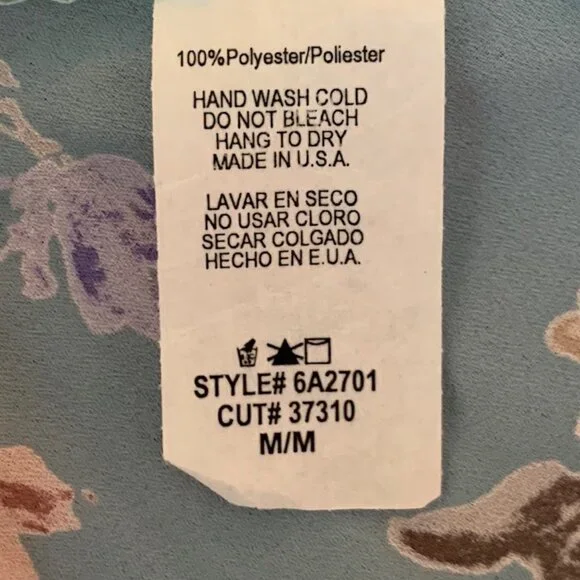 100%Polyester/Poliester
HAND WASH COLD
DO NOT BLEACH
HANG TO DRY
MADE IN U.S.A.
LAVAR EN SECO
NO USAR CLORO
SECAR COLGADO
HECHO EN E.U.A.
STYLE# 6A2701
CUT# 37310
M/M